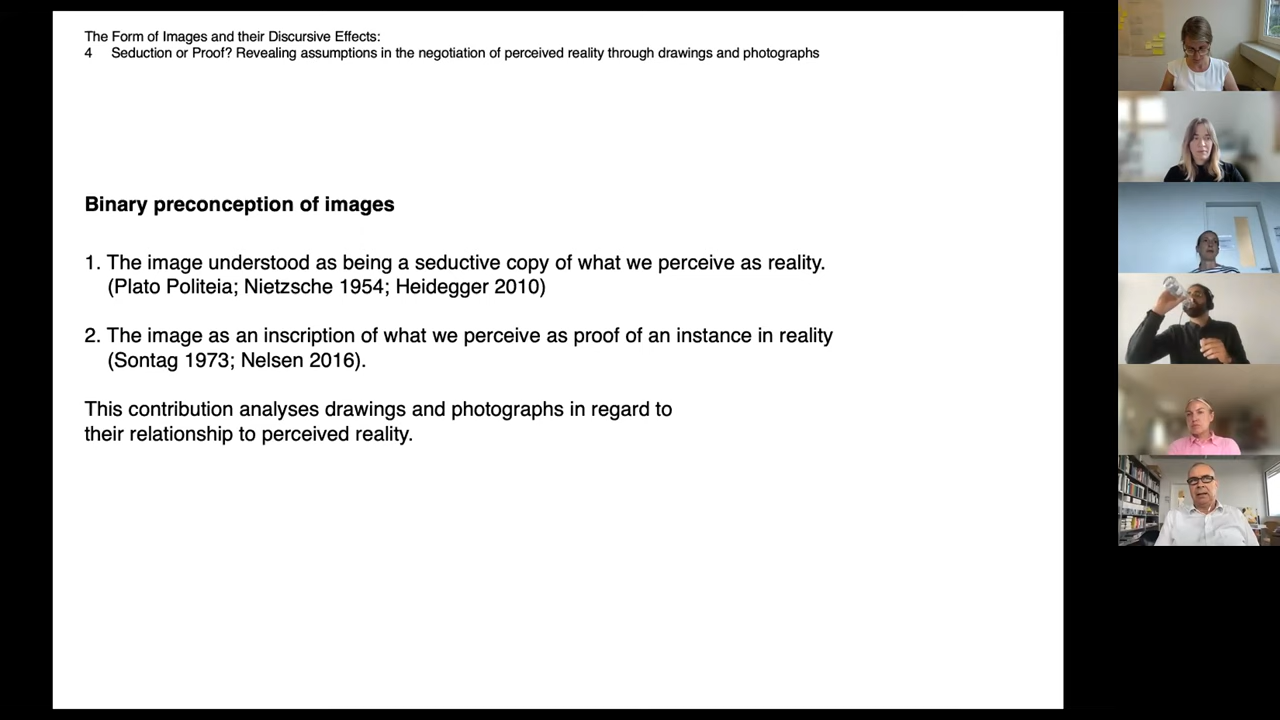 The Form of Images and their Discursive Effects:
4 Seduction or Proof? Revealing assumptions in the negotiation of perceived reality through drawings and photographs
Binary preconception of images
1. The image understood as being a seductive copy of what we perceive as reality.
(Plato Politeia; Nietzsche 1954; Heidegger 2010)
2. The image as an inscription of what we perceive as proof of an instance in reality
(Sontag 1973; Nelsen 2016).
This contribution analyses drawings and photographs in regard to
their relationship to perceived reality.